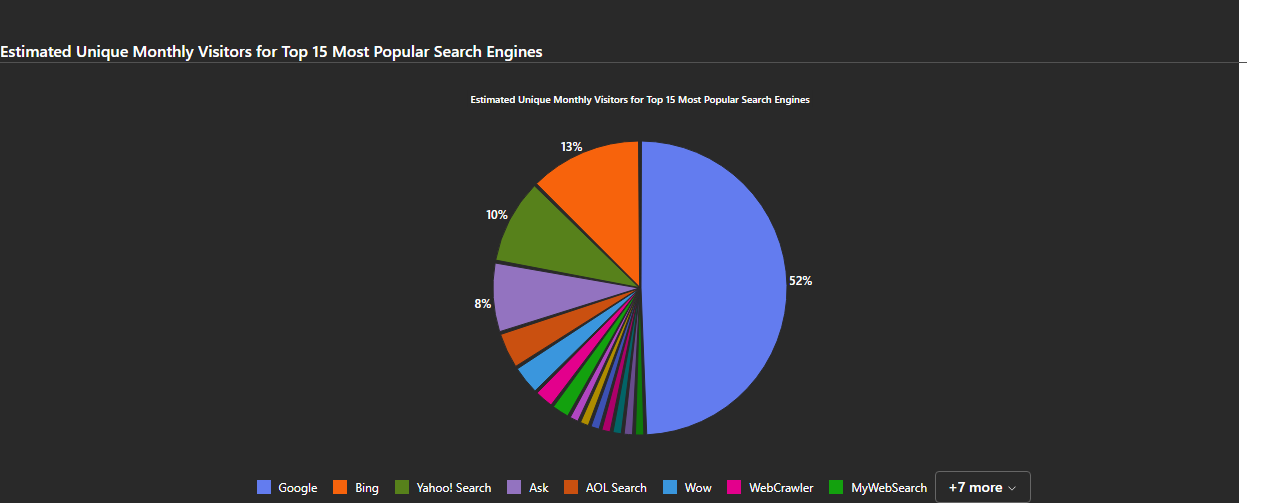 Estimated Unique Monthly Visitors for Top 15 Most Popular Search Engines
Estimated Unique Monthly Visitors for Top 15 Most Popular Search Engines
13%
10%
52%
8%
Google Bing Yahoo! Search Ask AOL Search Wow WebCrawler MyWebSearch +7 more